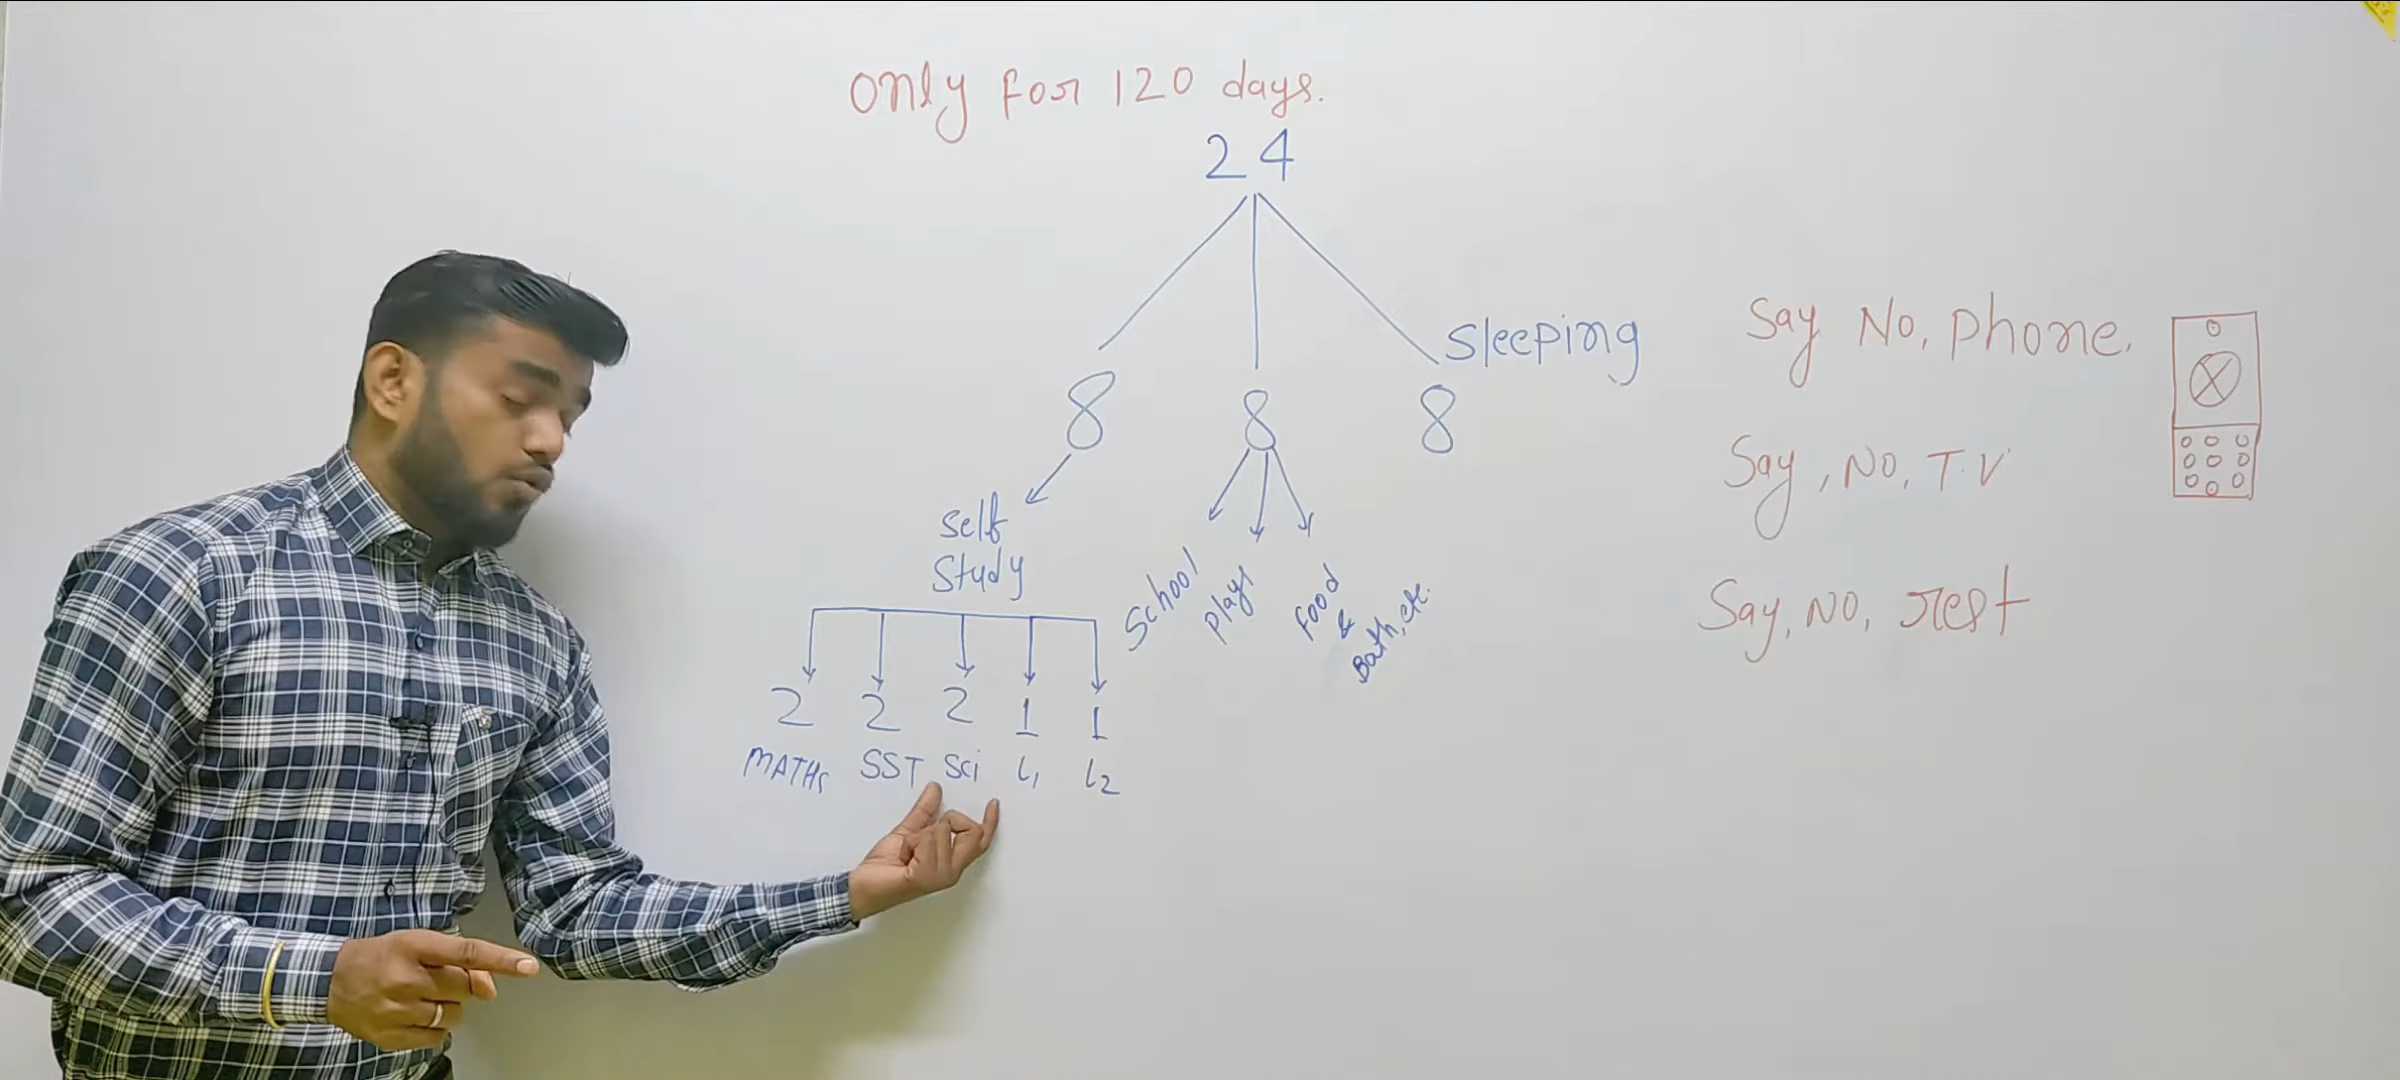 Only for 120 days.
24
Sleeping
8 8 8
Self
Study
School
Plays
Food
&
Bath, etc.
2 2 2 1 1
MATHS SST Sci L1 L2
Say No, phone.
Say, No, T.V
Say, NO, rest